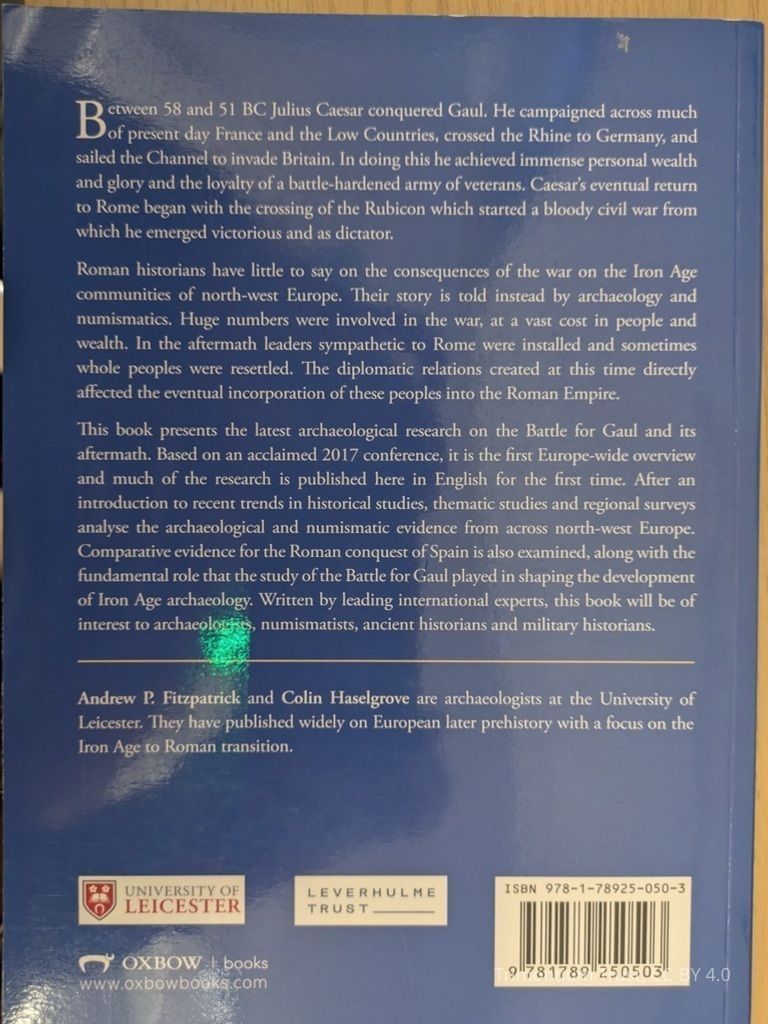 Between 58 and 51 BC Julius Caesar conquered Gaul. He campaigned across much
of present day France and the Low Countries, crossed the Rhine to Germany, and
sailed the Channel to invade Britain. In doing this he achieved immense personal wealth
and glory and the loyalty of a battle-hardened army of veterans. Caesar's eventual return
to Rome began with the crossing of the Rubicon which started a bloody civil war from
which he emerged victorious and as dictator.
Roman historians have little to say on the consequences of the war on the Iron Age
communities of north-west Europe. Their story is told instead by archaeology and
numismatics. Huge numbers were involved in the war, at a vast cost in people and
wealth. In the aftermath leaders sympathetic to Rome were installed and sometimes
whole peoples were resettled. The diplomatic relations created at this time directly
affected the eventual incorporation of these peoples into the Roman Empire.
This book presents the latest archaeological research on the Battle for Gaul and its
aftermath. Based on an acclaimed 2017 conference, it is the first Europe-wide overview
and much of the research is published here in English for the first time. After an
introduction to recent trends in historical studies, thematic studies and regional surveys
analyse the archaeological and numismatic evidence from across north-west Europe.
Comparative evidence for the Roman conquest of Spain is also examined, along with the
fundamental role that the study of the Battle for Gaul played in shaping the development
of Iron Age archaeology. Written by leading international experts, this book will be of
interest to archaeologists, numismatists, ancient historians and military historians.
Andrew P. Fitzpatrick and Colin Haselgrove are archaeologists at the University of
Leicester. They have published widely on European later prehistory with a focus on the
Iron Age to Roman transition.
UNIVERSITY OF
LEICESTER
LEVERHULME
TRUST
ISBN 978-1-78925-050-3
9 781789 250503
OXBOW | books
www.oxbowbooks.com
CC-BY 4.0